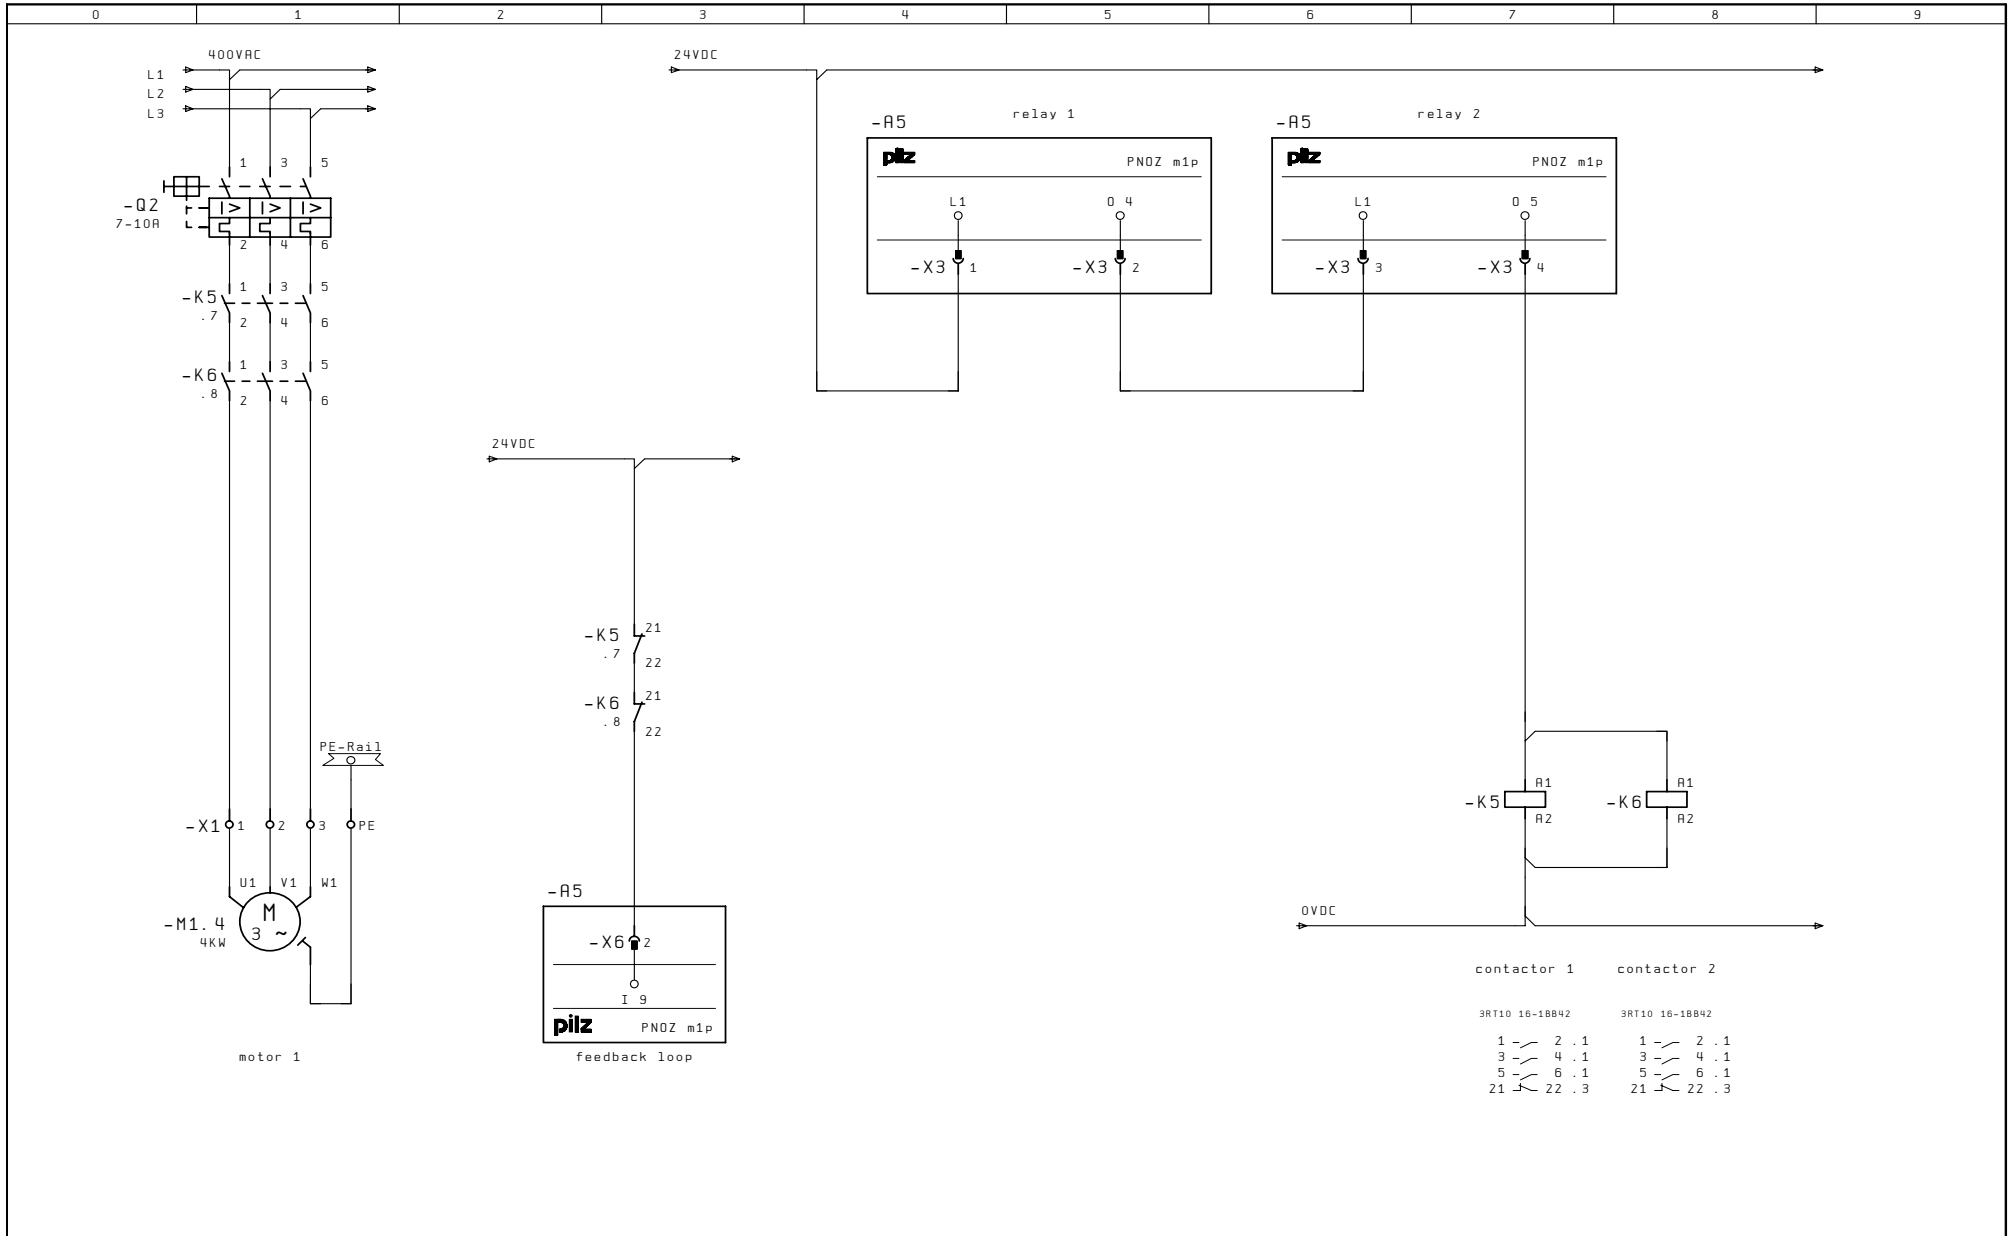 0 1 2 3 4 5 6 7 8 9
400VAC
24VDC
L1
L2
L3
relay 1
relay 2
-A5
-A5
pilz PNOZ m1p
pilz PNOZ m1p
1 3 5
-Q2
7-10A
I> I> I>
2 4 6
L1 O 4
L1 O 5
-X3 1 -X3 2
-X3 3 -X3 4
1 3 5
-K5
.7
2 4 6
1 3 5
-K6
.8
2 4 6
24VDC
-K5 21
.7
22
-K6 21
.8
22
PE-Rail
-X1 1 2 3 PE
A1 A1
-K5 -K6
A2 A2
U1 V1 W1
-M1.4
4KW
M
3 ~
-A5
-X6 2
I 9
pilz PNOZ m1p
feedback loop
motor 1
0VDC
contactor 1 contactor 2
3RT10 16-1BB42 3RT10 16-1BB42
1 2 .1 1 2 .1
3 4 .1 3 4 .1
5 6 .1 5 6 .1
21 22 .3 21 22 .3